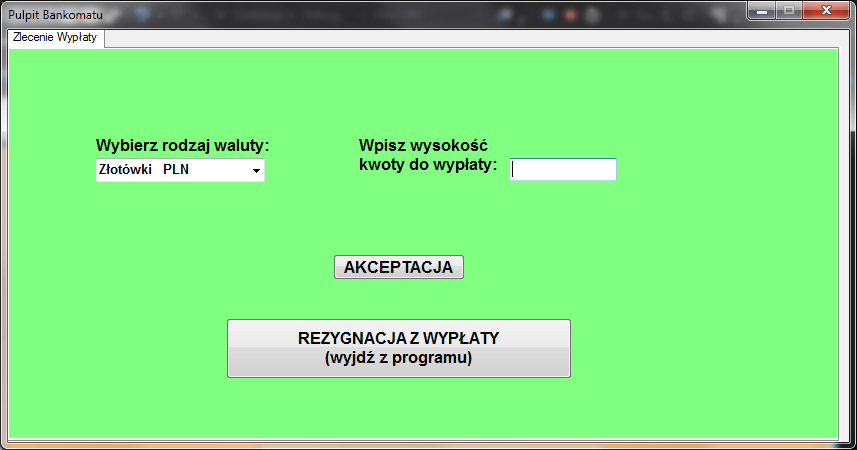 Pulpit Bankomatu
Zlecenie Wypłaty
Wybierz rodzaj waluty:
Złotówki PLN
Wpisz wysokość
kwoty do wypłaty:
AKCEPTACJA
REZYGNACJA Z WYPŁATY
(wyjdź z programu)